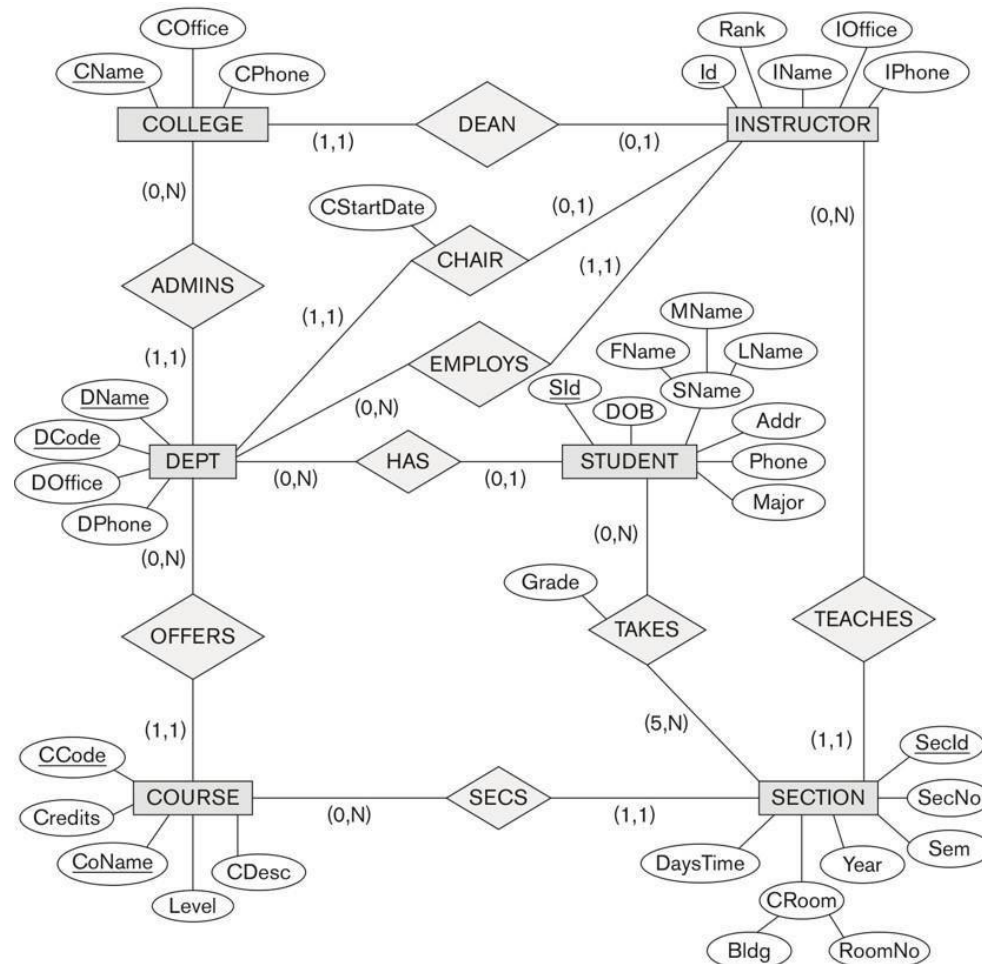 COffice
CName
CPhone
COLLEGE
Rank
IOffice
Id
IName
IPhone
INSTRUCTOR
DEAN
(1,1)
(0,1)
(0,N)
CStartDate
(0,1)
(0,N)
CHAIR
ADMINS
(1,1)
(1,1)
MName
(1,1)
EMPLOYS
FName
LName
DName
(0,N)
SId
SName
DCode
DOB
Addr
DEPT
HAS
STUDENT
Phone
DOffice
(0,N)
(0,1)
Major
DPhone
(0,N)
(0,N)
Grade
OFFERS
TAKES
TEACHES
(1,1)
(5,N)
(1,1)
CCode
SecId
COURSE
SECS
SECTION
SecNo
Credits
(0,N)
(1,1)
CoName
CDesc
DaysTime
Year
Sem
Level
CRoom
Bldg
RoomNo